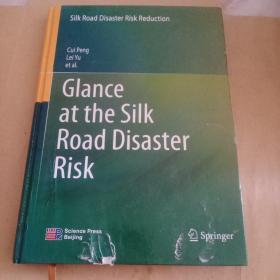 Silk Road Disaster Risk Reduction
Cui Peng
Lei Yu
et al.
Glance
at the Silk
Road Disaster
Risk
Science Press
Beijing
Springer